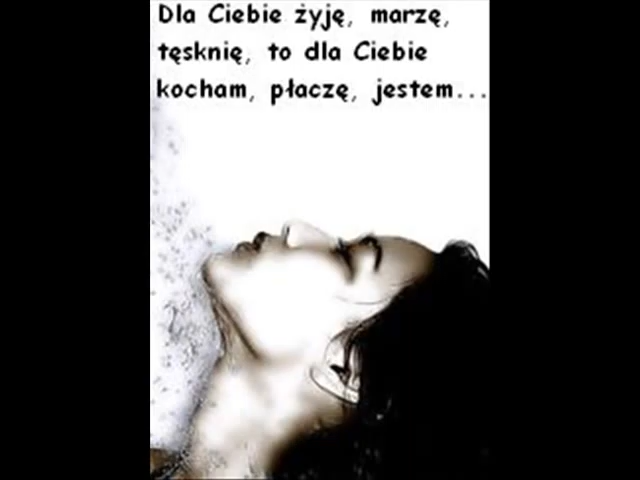 Dla Ciebie żyję, marzę,
tęsknię, to dla Ciebie
kocham, płaczę, jestem...